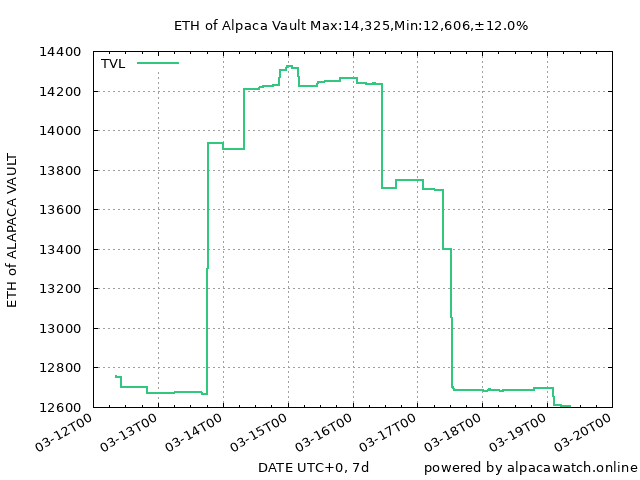 ETH of Alpaca Vault Max:14,325,Min:12,606,±12.0%
TVL
14400
14200
14000
13800
13600
13400
13200
13000
12800
12600
ETH of ALAPACA VAULT
03-12T00
03-13T00
03-14T00
03-15T00
03-16T00
03-17T00
03-18T00
03-19T00
03-20T00
DATE UTC+0, 7d
powered by alpacawatch.online